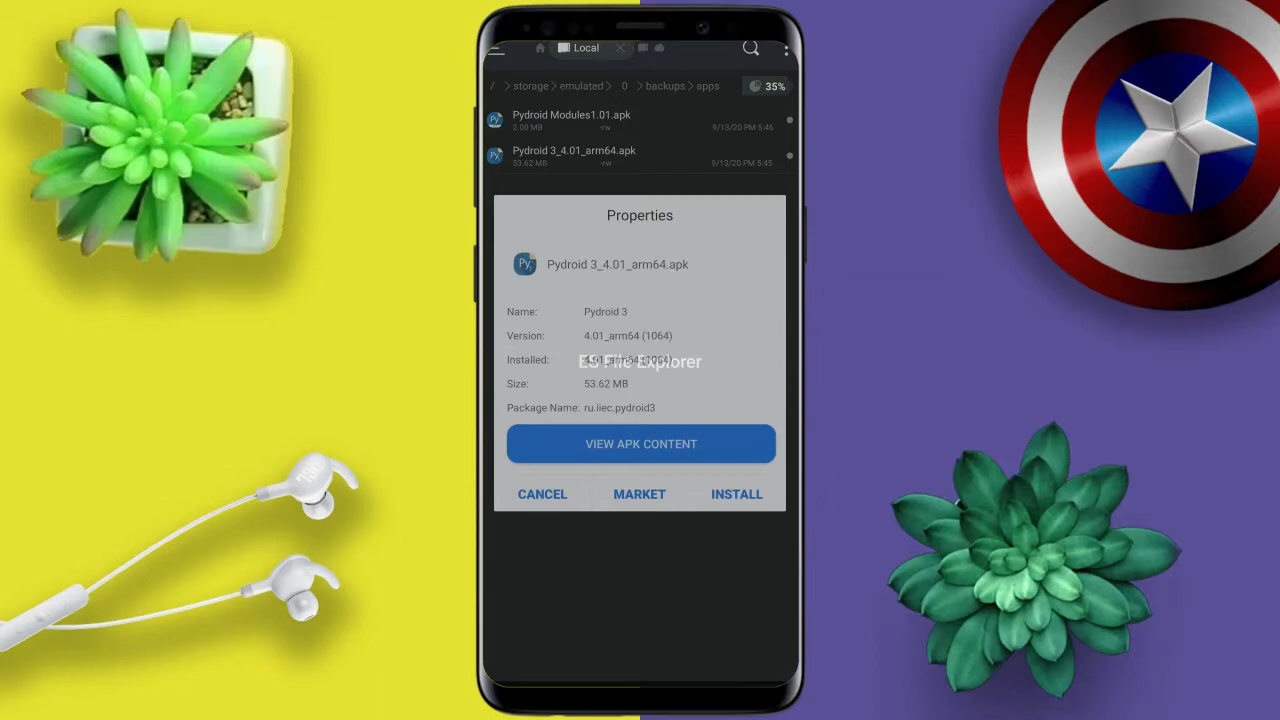 Local
/ storage emulated 0 backups apps 35%
Pydroid Modules1.01.apk
2.00 MB -rw 9/13/20 PM 5:46
Pydroid 3_4.01_arm64.apk
53.62 MB -rw 9/13/20 PM 5:45
Properties
Py Pydroid 3_4.01_arm64.apk
Name: Pydroid 3
Version: 4.01_arm64 (1064)
Installed: 4.01_arm64 (1064)
ES File Explorer
Size: 53.62 MB
Package Name: ru.iiec.pydroid3
VIEW APK CONTENT
CANCEL MARKET INSTALL